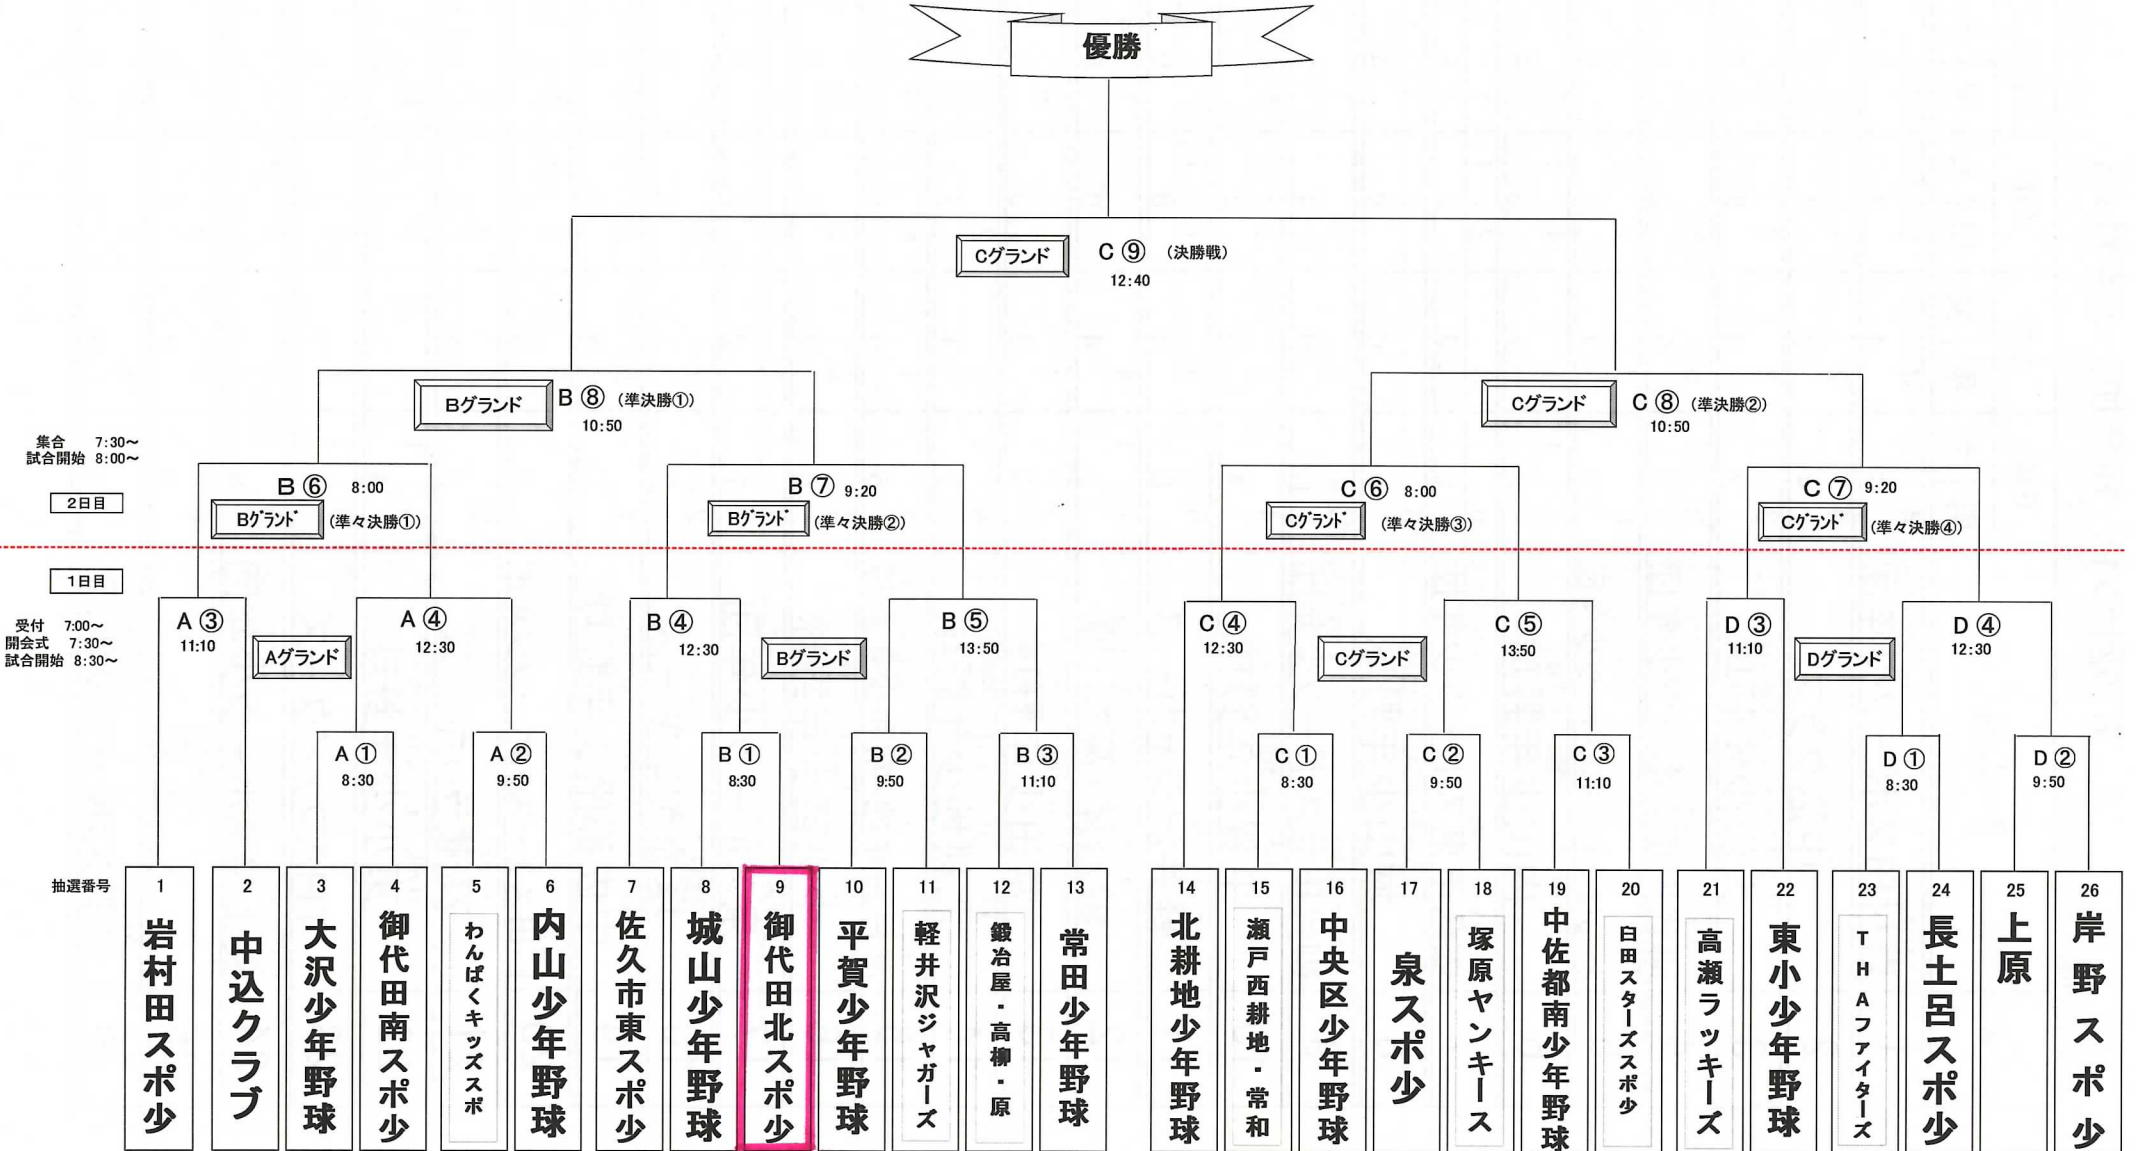 優勝
Cグランド C⑨ (決勝戦)
12:40
Bグランド B⑧ (準決勝①)
10:50
Cグランド C⑧ (準決勝②)
10:50
集合 7:30~
試合開始 8:00~
2日目
B⑥ 8:00
Bグランド (準々決勝①)
B⑦ 9:20
Bグランド (準々決勝②)
C⑥ 8:00
Cグランド (準々決勝③)
C⑦ 9:20
Cグランド (準々決勝④)
1日目
受付 7:00~
開会式 7:30~
試合開始 8:30~
A③
11:10
Aグランド
A④
12:30
B④
12:30
Bグランド
B⑤
13:50
C④
12:30
Cグランド
C⑤
13:50
D③
11:10
Dグランド
D④
12:30
A①
8:30
A②
9:50
B①
8:30
B②
9:50
B③
11:10
C①
8:30
C②
9:50
C③
11:10
D①
8:30
D②
9:50
抽選番号
1
岩村田スポ少
2
中込クラブ
3
大沢少年野球
4
御代田南スポ少
5
わんぱくキッズスポ
6
内山少年野球
7
佐久市東スポ少
8
城山少年野球
9
御代田北スポ少
10
平賀少年野球
11
軽井沢ジャガーズ
12
鍛冶屋・高柳・原
13
常田少年野球
14
北耕地少年野球
15
瀬戸西耕地・常和
16
中央区少年野球
17
泉スポ少
18
塚原ヤンキース
19
中佐都南少年野球
20
臼田スターズスポ少
21
高瀬ラッキーズ
22
東小少年野球
23
THAファイターズ
24
長土呂スポ少
25
上原
26
岸野スポ少